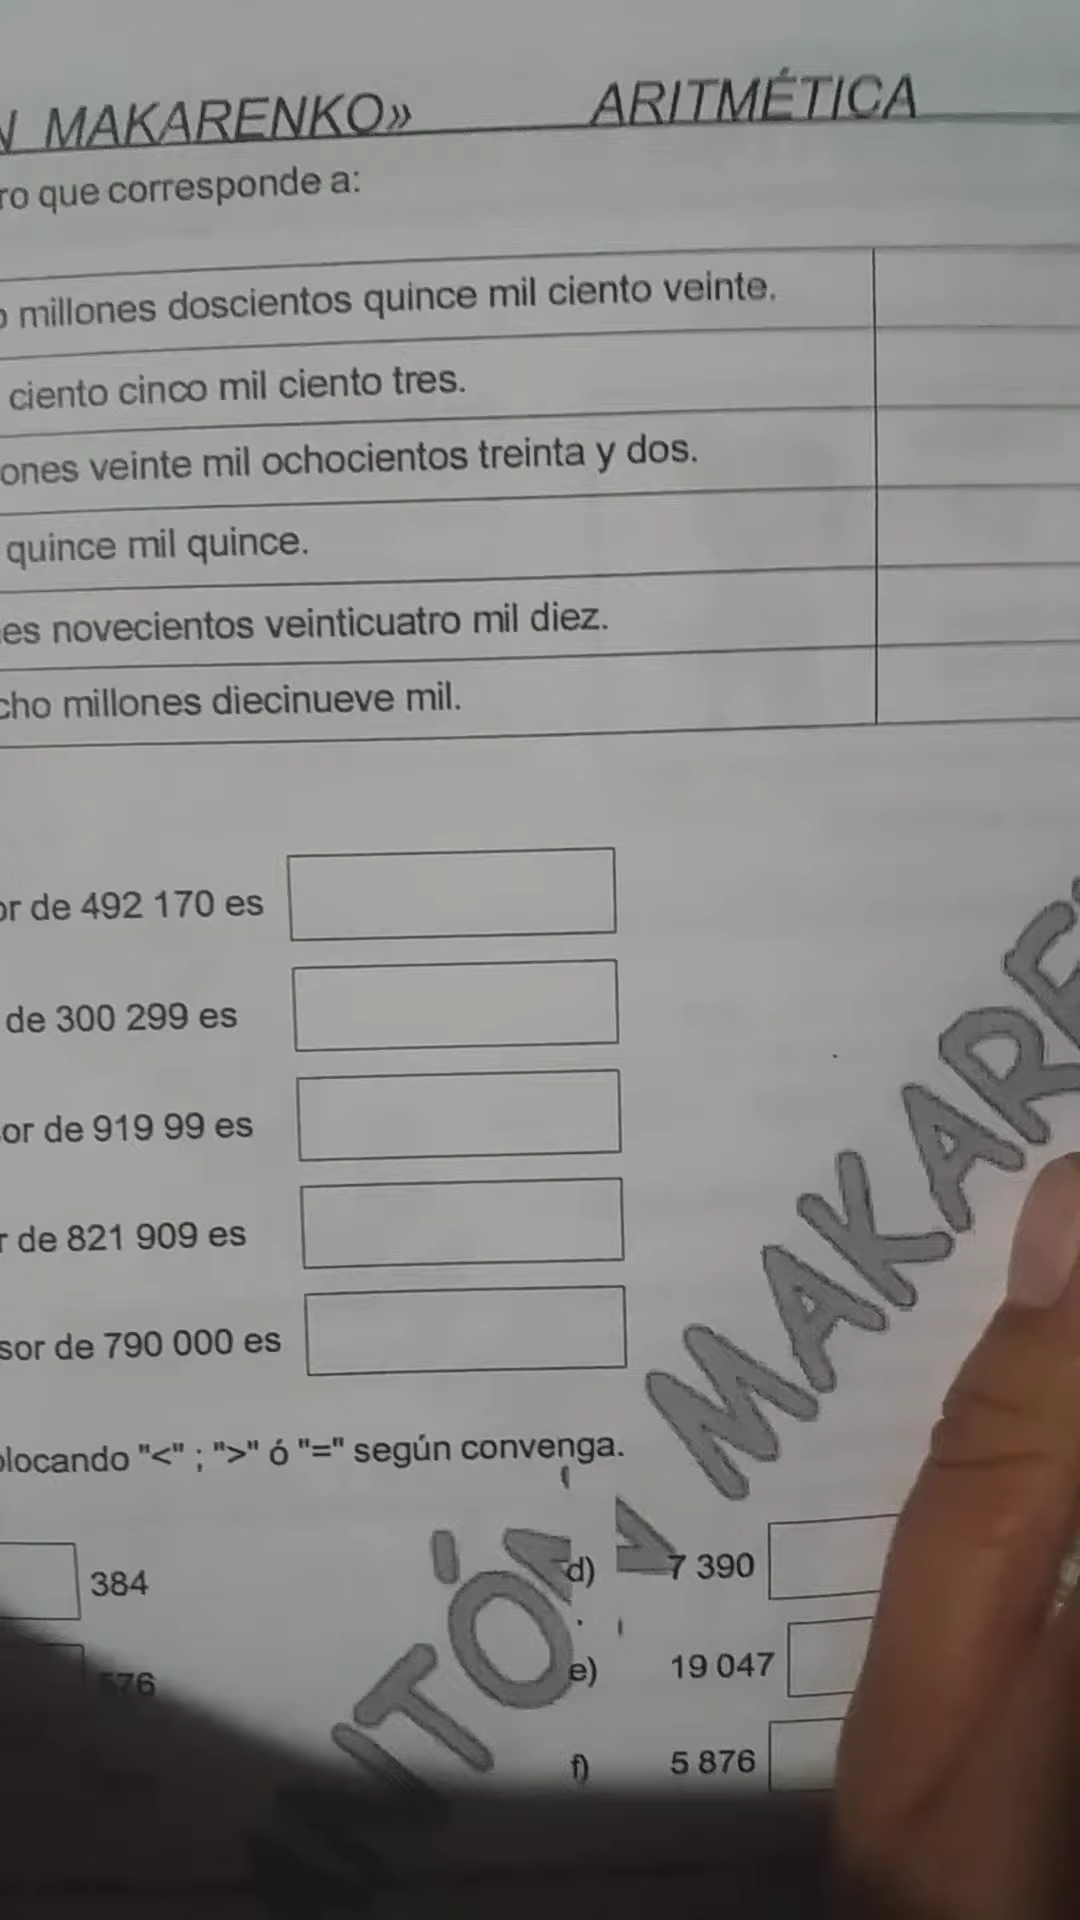 MAKARENKO» ARITMÉTICA
que corresponde a:
millones doscientos quince mil ciento veinte.
ciento cinco mil ciento tres.
ones veinte mil ochocientos treinta y dos.
quince mil quince.
es novecientos veinticuatro mil diez.
cho millones diecinueve mil.
or de 492 170 es
de 300 299 es
or de 919 99 es
r de 821 909 es
sor de 790 000 es
locando "<" ; ">" ó "=" según convenga.
384 d) 7 390
576 e) 19 047
f) 5 876
ANTÓN MAKARE